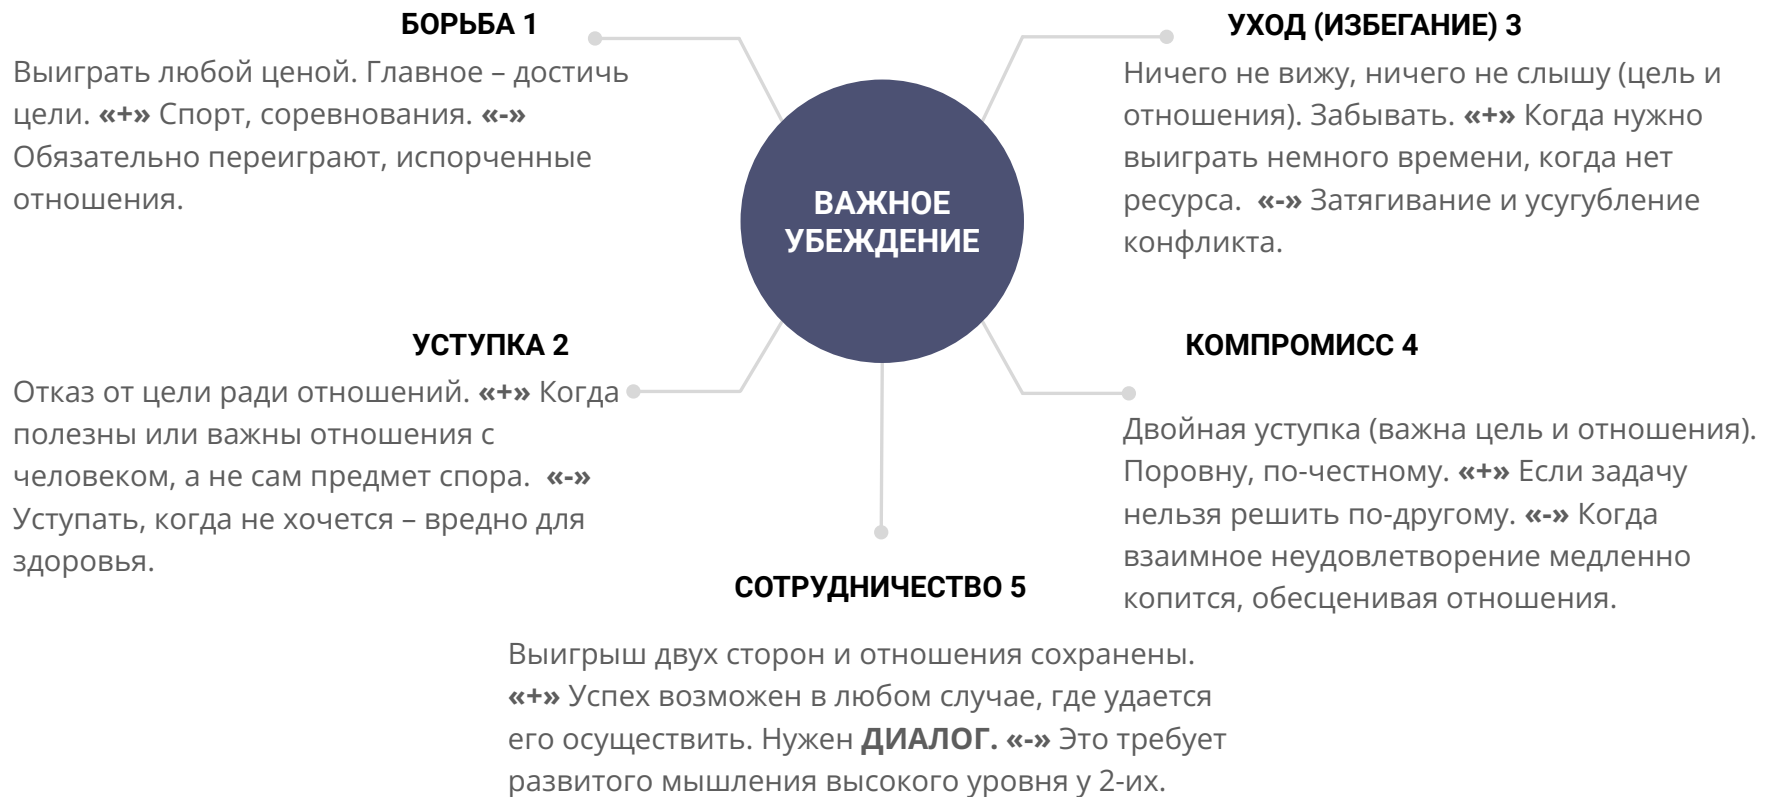 БОРЬБА 1
Выиграть любой ценой. Главное – достичь
цели. «+» Спорт, соревнования. «-»
Обязательно переиграют, испорченные
отношения.
УСТУПКА 2
Отказ от цели ради отношений. «+» Когда
полезны или важны отношения с
человеком, а не сам предмет спора. «-»
Уступать, когда не хочется – вредно для
здоровья.
ВАЖНОЕ
УБЕЖДЕНИЕ
УХОД (ИЗБЕГАНИЕ) 3
Ничего не вижу, ничего не слышу (цель и
отношения). Забывать. «+» Когда нужно
выиграть немного времени, когда нет
ресурса. «-» Затягивание и усугубление
конфликта.
КОМПРОМИСС 4
Двойная уступка (важна цель и отношения).
Поровну, по-честному. «+» Если задачу
нельзя решить по-другому. «-» Когда
взаимное неудовлетворение медленно
копится, обесценивая отношения.
СОТРУДНИЧЕСТВО 5
Выигрыш двух сторон и отношения сохранены.
«+» Успех возможен в любом случае, где удается
его осуществить. Нужен ДИАЛОГ. «-» Это требует
развитого мышления высокого уровня у 2-их.